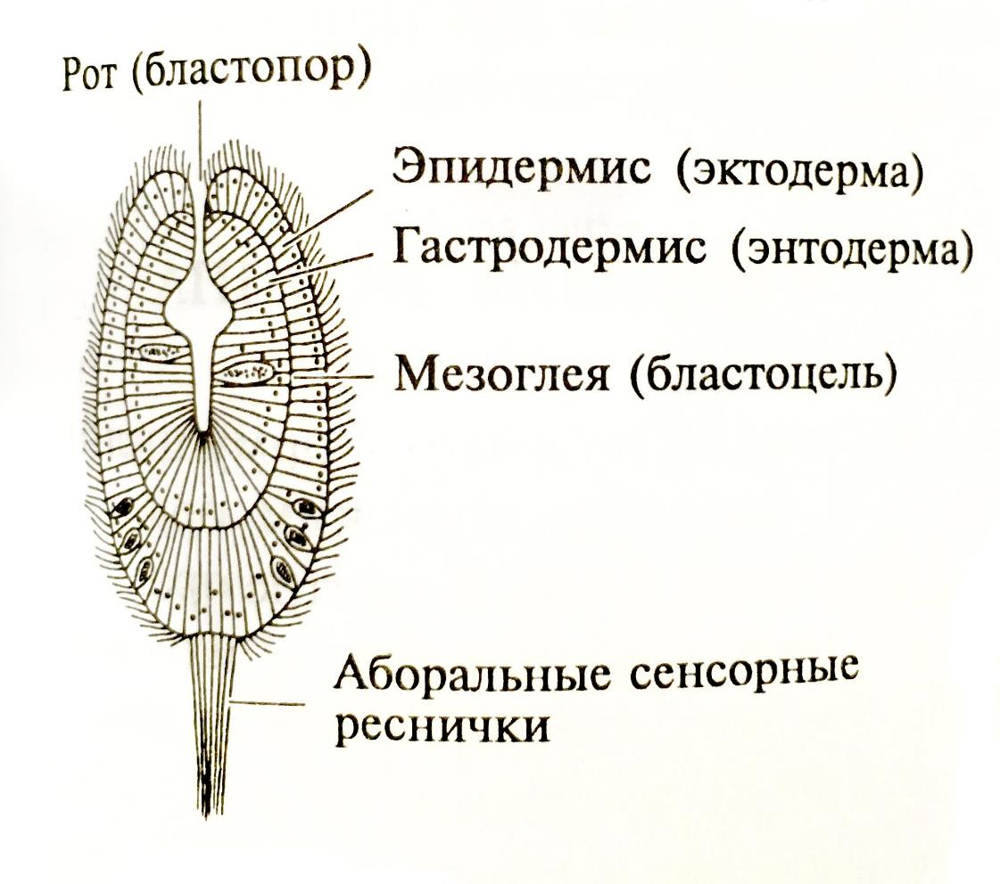 Рот (бластопор)
Эпидермис (эктодерма)
Гастродермис (энтодерма)
Мезоглея (бластоцель)
Аборальные сенсорные
реснички